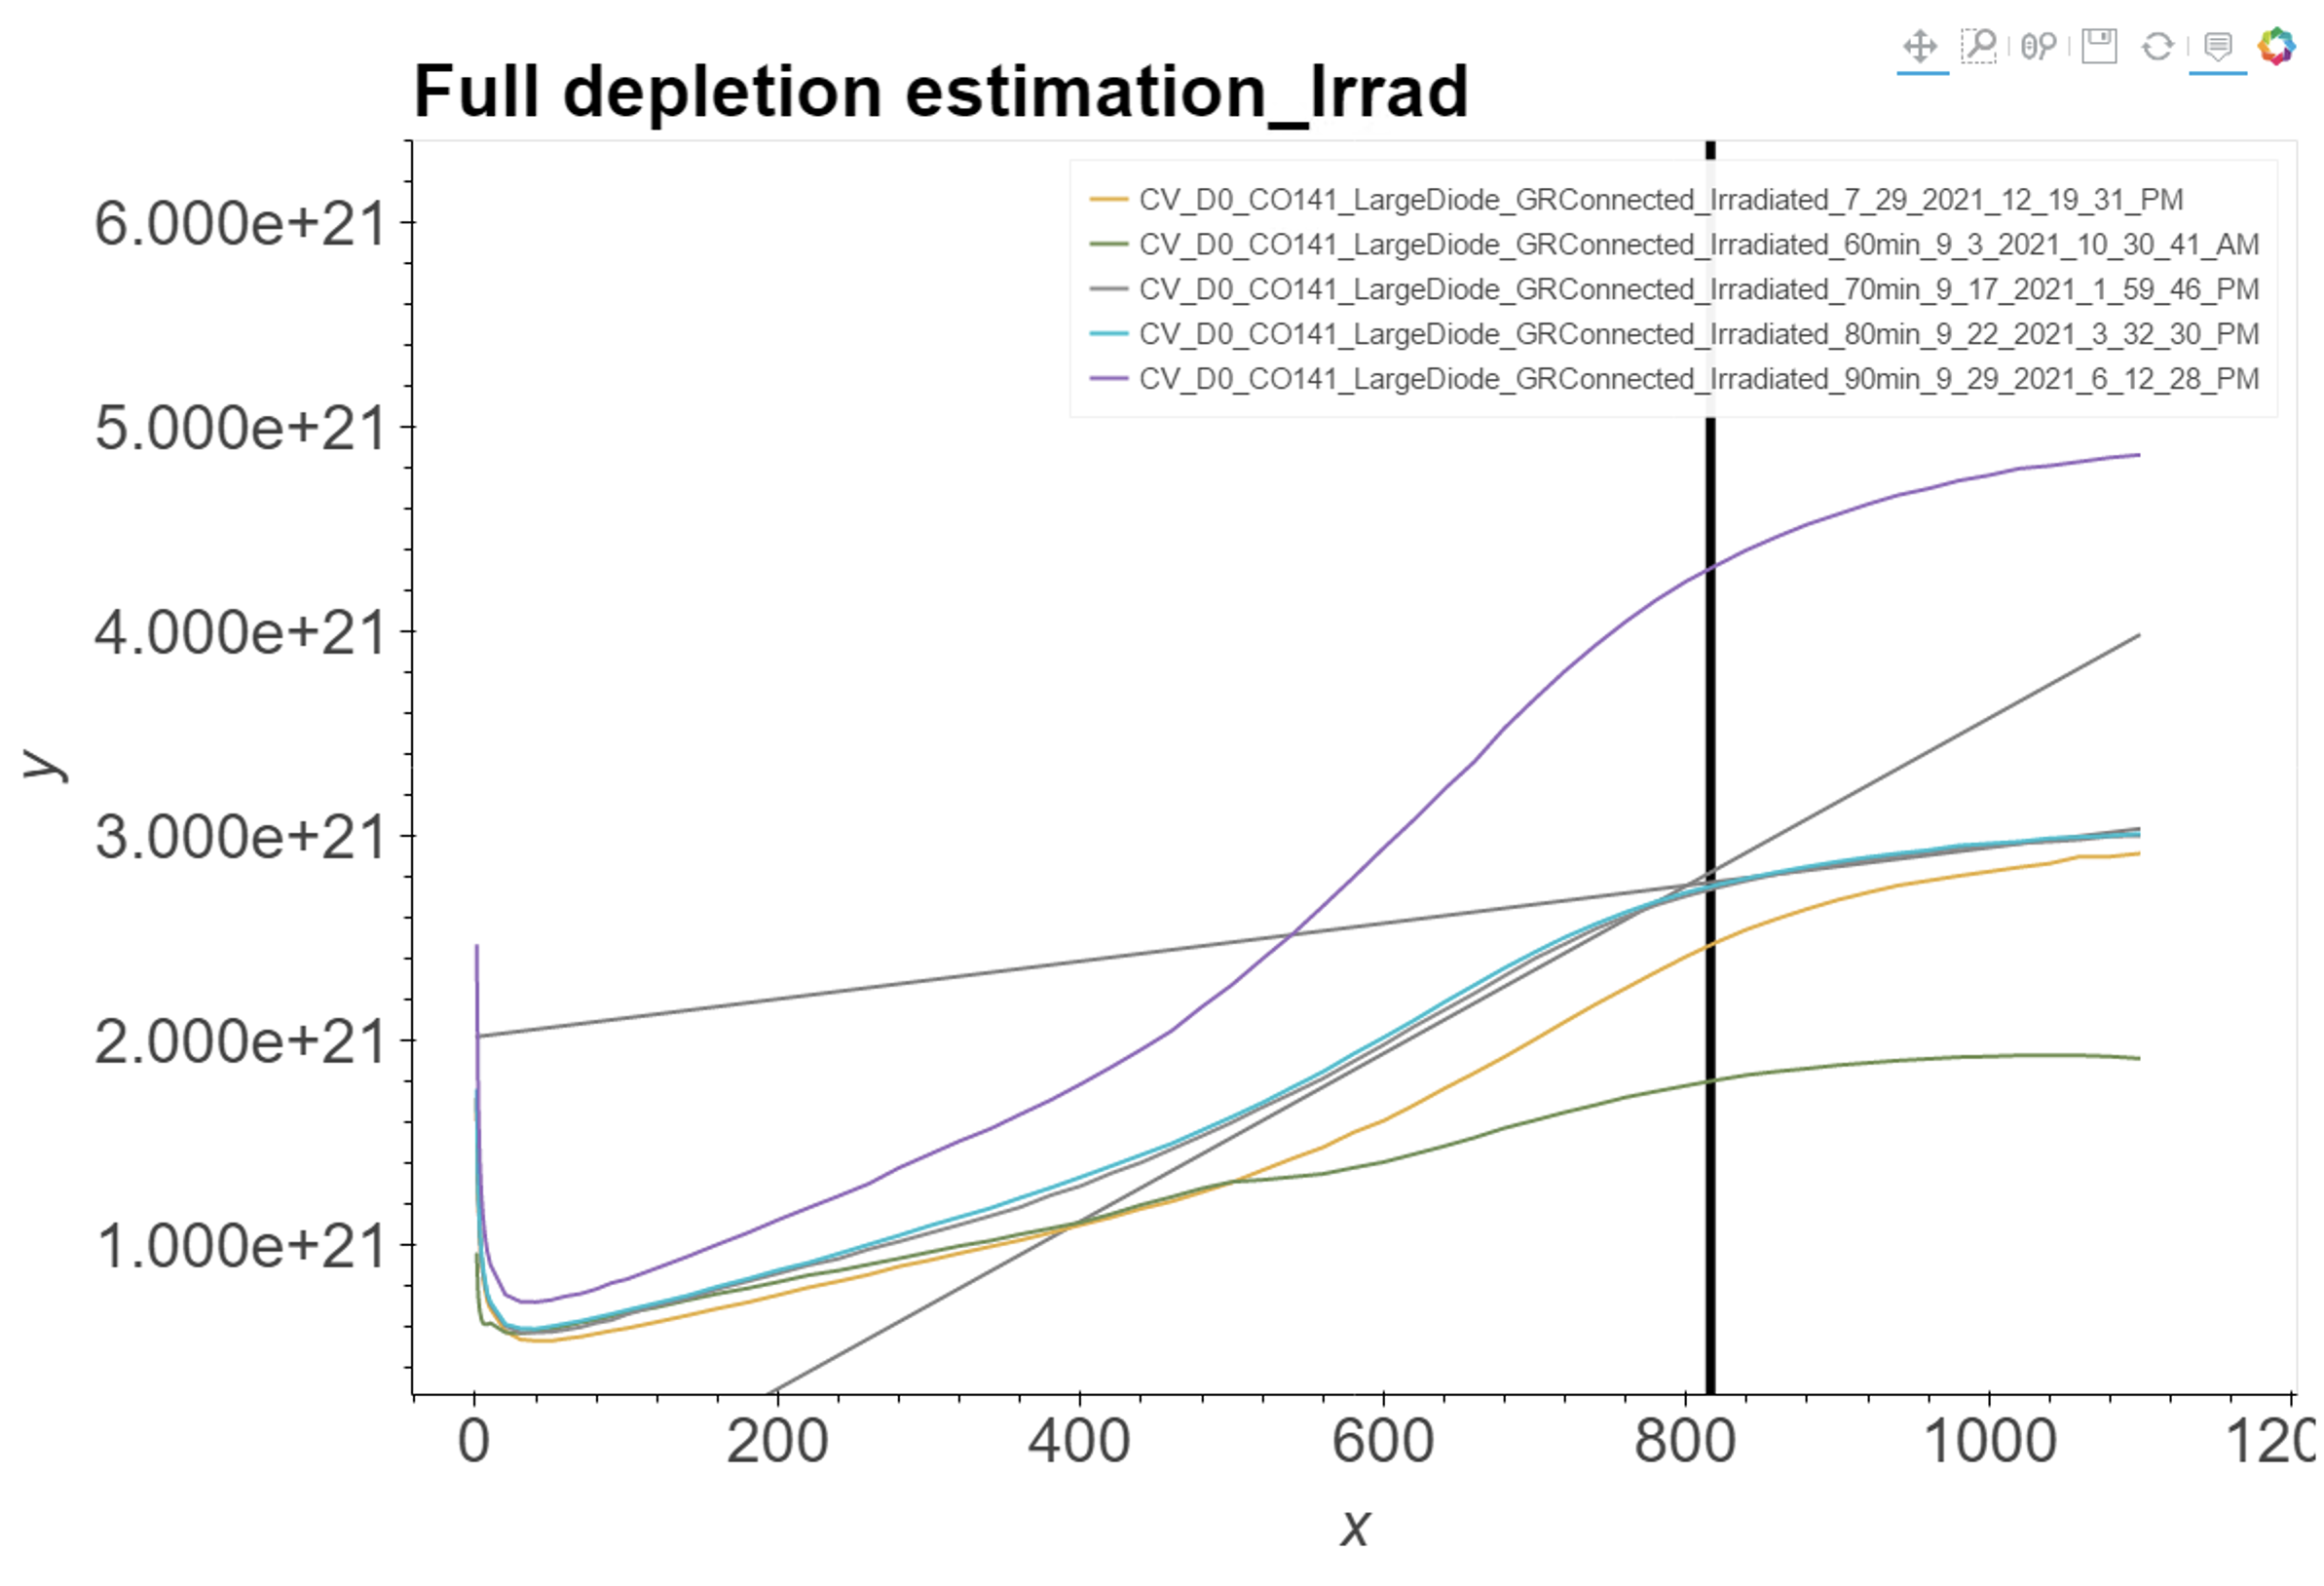 Full depletion estimation_Irrad
CV_D0_CO141_LargeDiode_GRConnected_Irradiated_7_29_2021_12_19_31_PM
CV_D0_CO141_LargeDiode_GRConnected_Irradiated_60min_9_3_2021_10_30_41_AM
CV_D0_CO141_LargeDiode_GRConnected_Irradiated_70min_9_17_2021_1_59_46_PM
CV_D0_CO141_LargeDiode_GRConnected_Irradiated_80min_9_22_2021_3_32_30_PM
CV_D0_CO141_LargeDiode_GRConnected_Irradiated_90min_9_29_2021_6_12_28_PM
6.000e+21
5.000e+21
4.000e+21
3.000e+21
2.000e+21
1.000e+21
y
0 200 400 600 800 1000
x